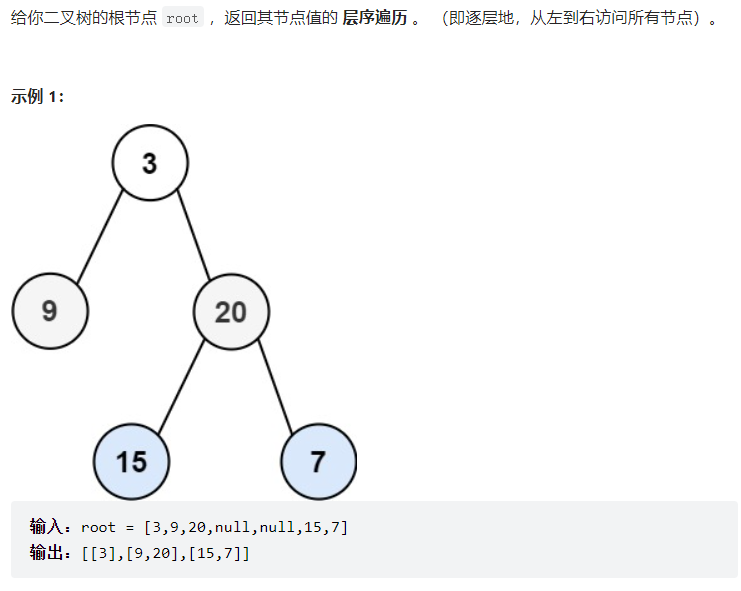 给你二叉树的根节点 root ，返回其节点值的 层序遍历 。 （即逐层地，从左到右访问所有节点）。
示例 1：
3
9
20
15
7
输入：root = [3,9,20,null,null,15,7]
输出：[[3],[9,20],[15,7]]